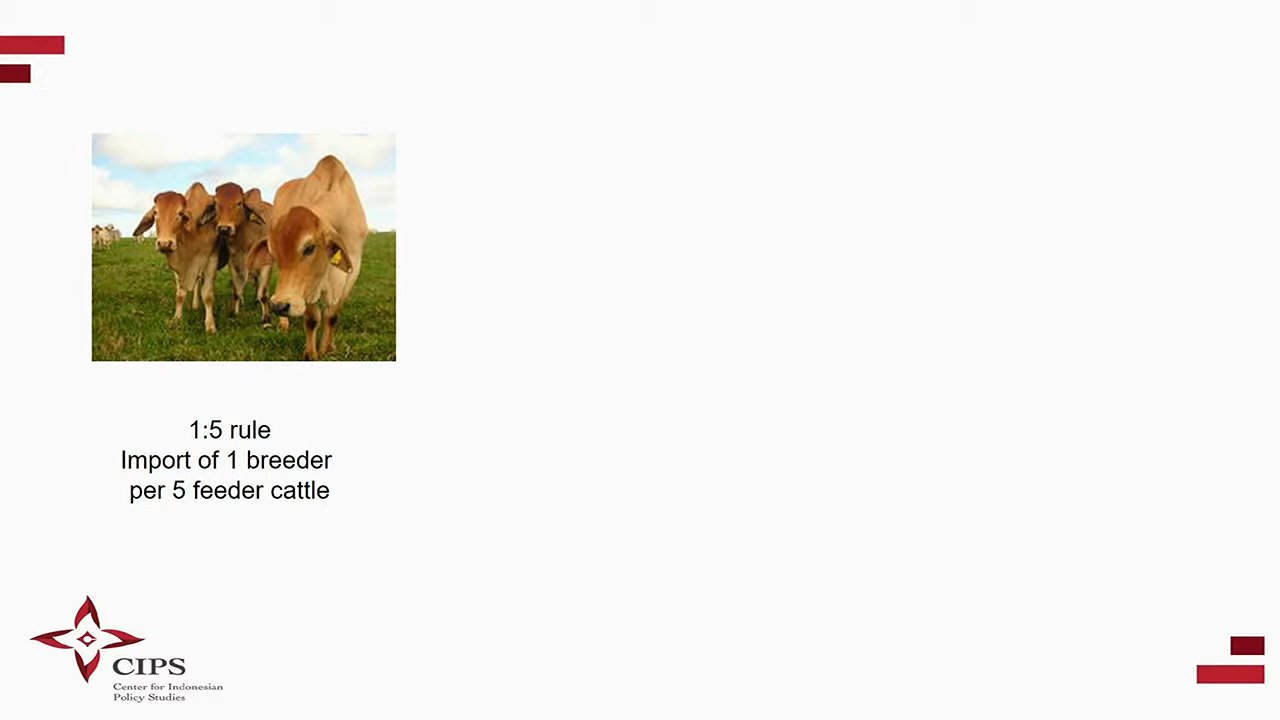 1:5 rule
Import of 1 breeder
per 5 feeder cattle
CIPS
Center for Indonesian
Policy Studies